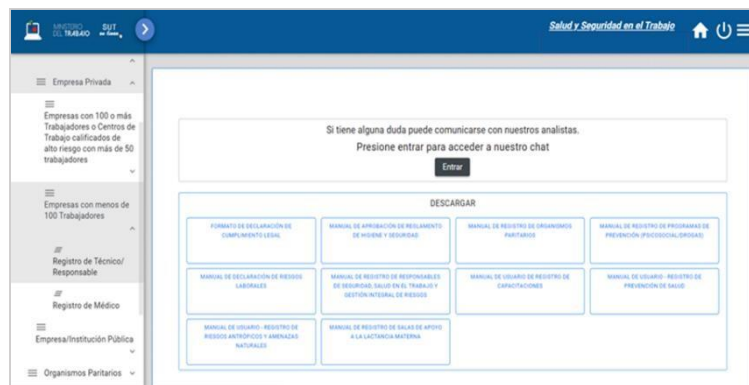 MINISTERIO
DEL TRABAJO
SUT
Salud y Seguridad en el Trabajo
Empresa Privada
Empresas con 100 o más
Trabajadores o Centros de
Trabajo calificados de
alto riesgo con más de 50
trabajadores
Empresas con menos de
100 Trabajadores
Registro de Técnico/
Responsable
Registro de Médico
Empresa/Institución Pública
Organismos Paritarios
Si tiene alguna duda puede comunicarse con nuestros analistas.
Presione entrar para
acceder a nuestro chat
Entrar
DESCARGAR
FORMATO DE DECLARACIÓN DE
CUMPLIMIENTO LEGAL
MANUAL DE APROBACIÓN DE REGLAMENTO
DE HIGIENE Y SEGURIDAD
MANUAL DE REGISTRO DE ORGANISMOS
PARITARIOS
MANUAL DE REGISTRO DE PROGRAMAS DE
PREVENCIÓN (PSICOSOCIAL/DROGAS)
MANUAL DE DECLARACIÓN DE RIESGOS
LABORALES
MANUAL DE REGISTRO DE RESPONSABLES
DE SEGURIDAD, SALUD EN EL TRABAJO Y
GESTIÓN INTEGRAL DE RIESGOS
MANUAL DE USUARIO DE REGISTRO DE
CAPACITACIONES
MANUAL DE USUARIO - REGISTRO DE
PREVENCIÓN DE SALUD
MANUAL DE USUARIO - REGISTRO DE
RIESGOS ANTRÓPICOS Y AMENAZAS
NATURALES
MANUAL DE REGISTRO DE SALAS DE APOYO
A LA LACTANCIA MATERNA